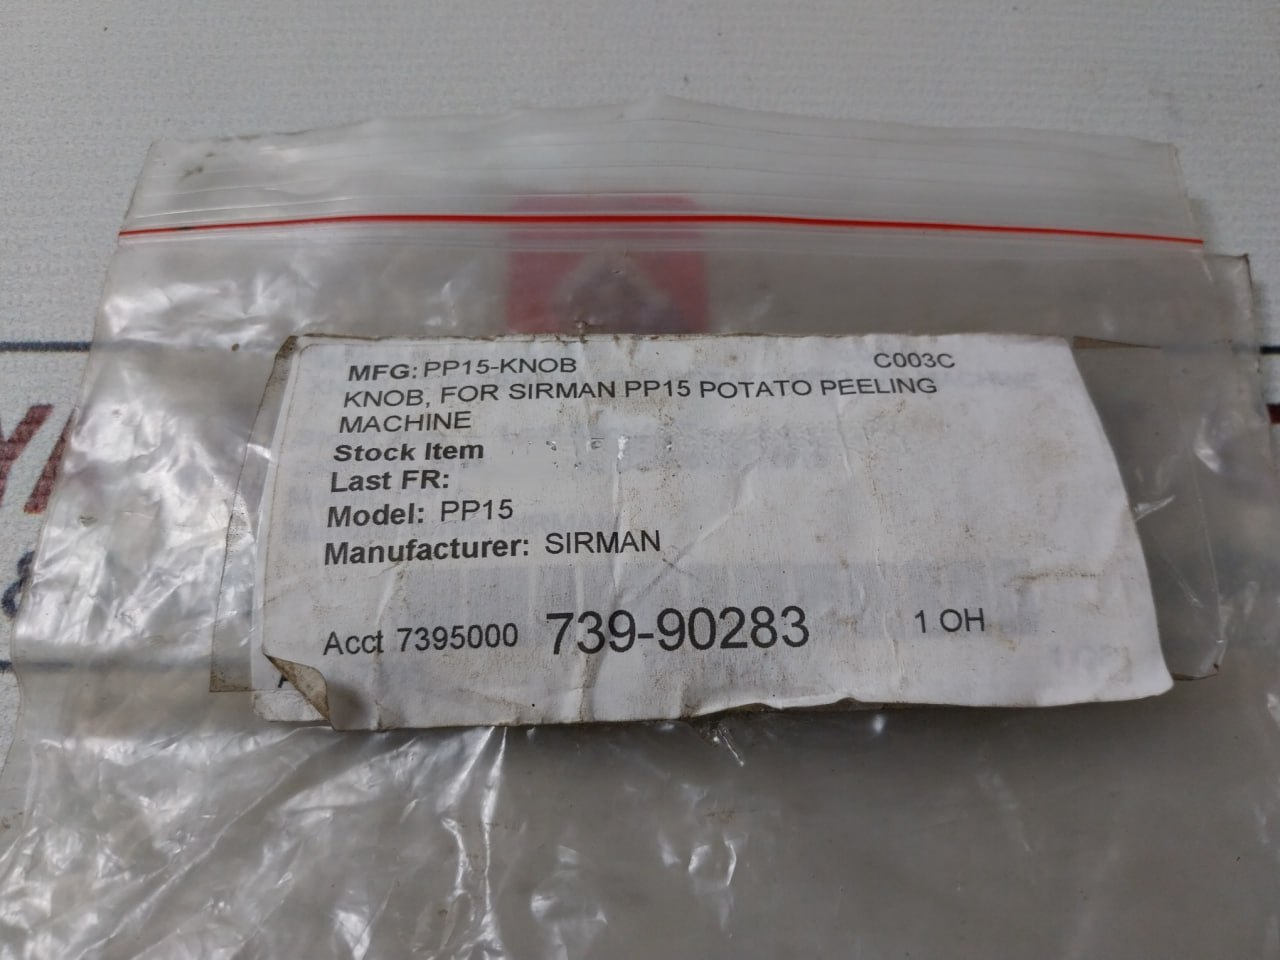 MFG: PP15-KNOB C003C
KNOB, FOR SIRMAN PP15 POTATO PEELING
MACHINE
Stock Item
Last FR:
Model: PP15
Manufacturer: SIRMAN
Acct 7395000 739-90283 1 OH